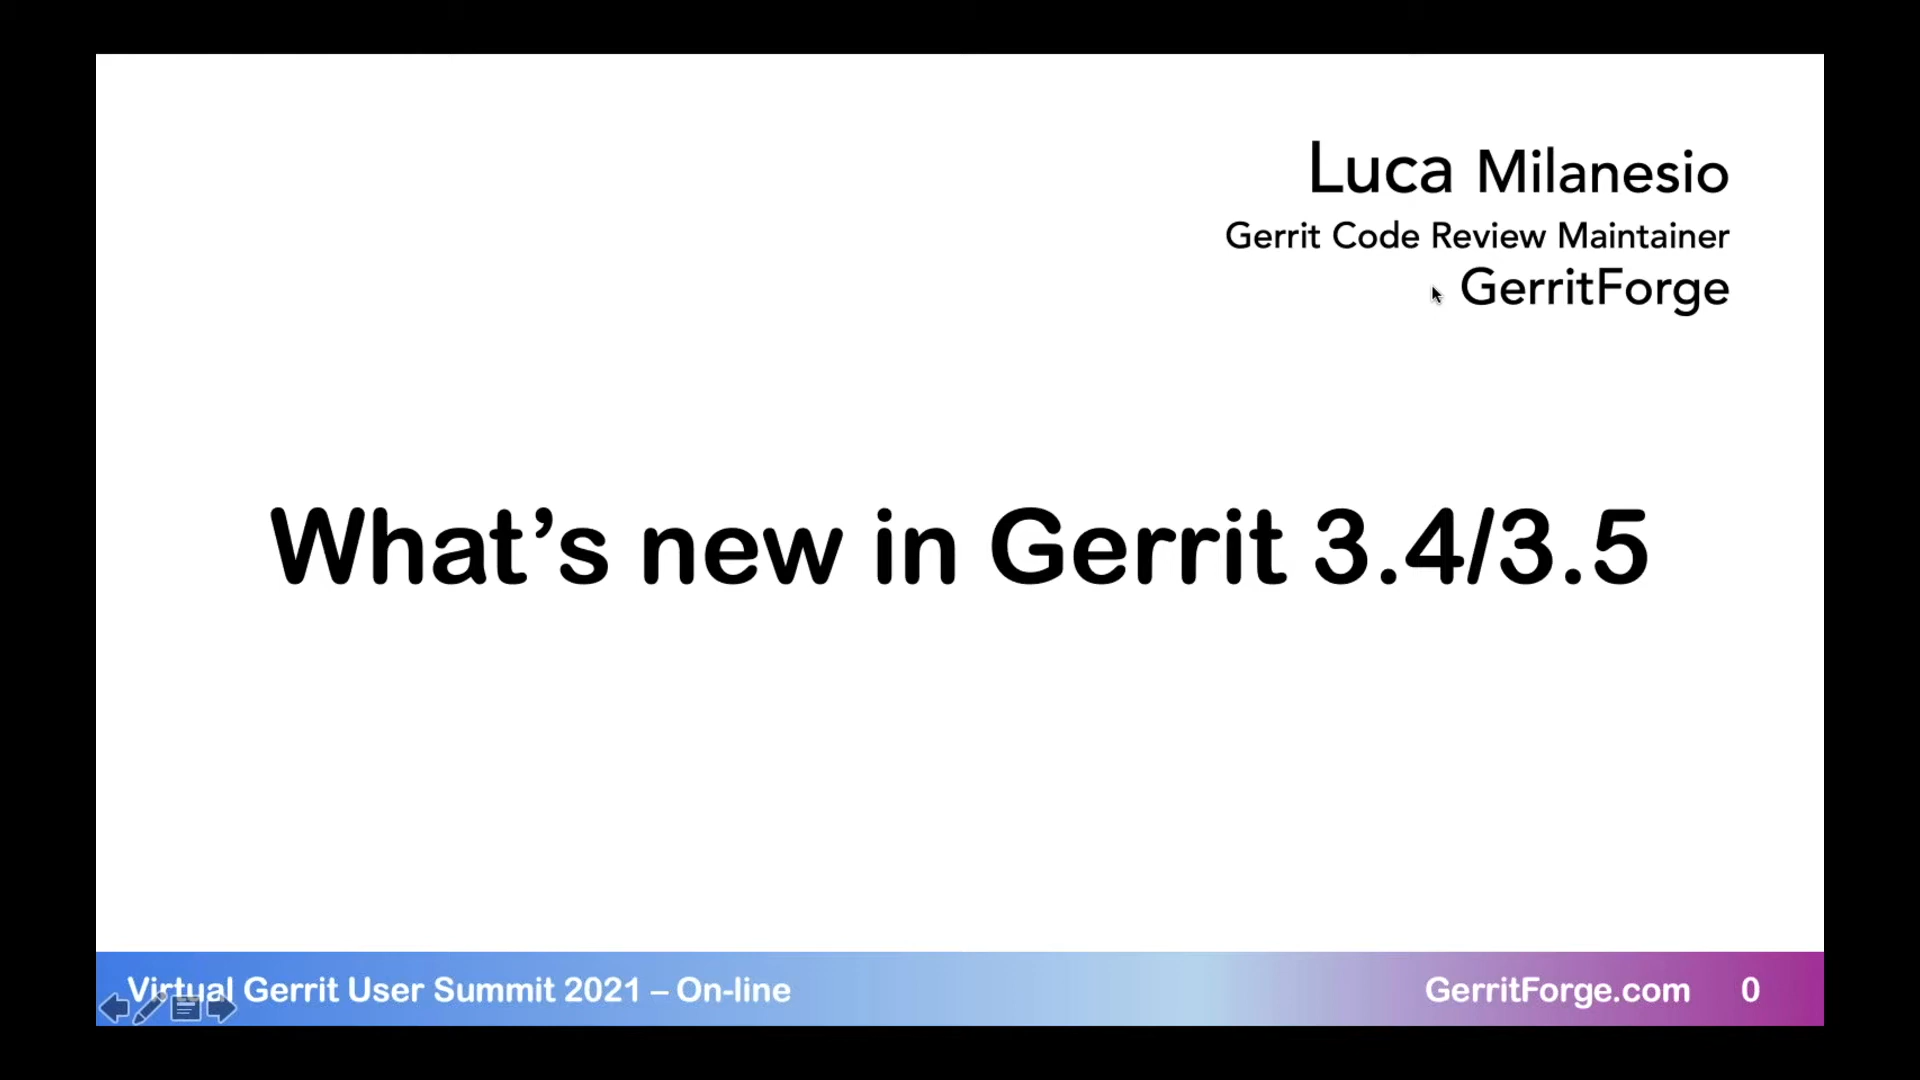 Luca Milanesio
Gerrit Code Review Maintainer
GerritForge
What’s new in Gerrit 3.4/3.5
Virtual Gerrit User Summit 2021 – On-line
GerritForge.com 0